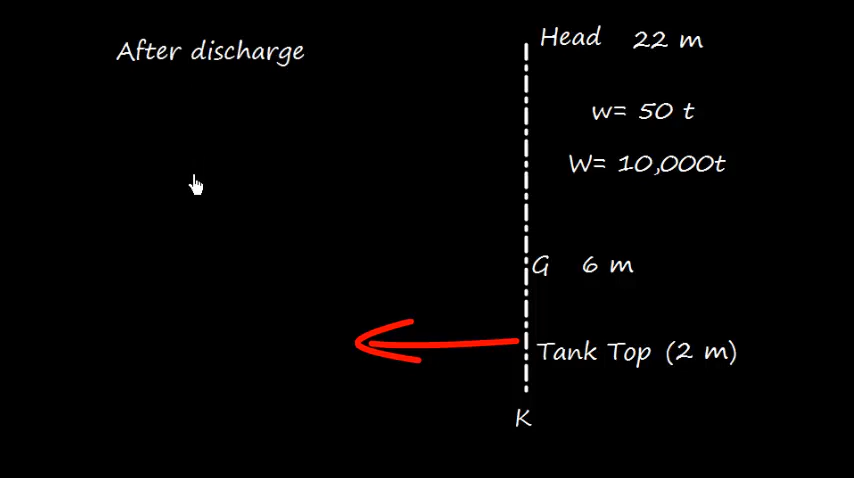 After discharge
Head 22 m
w= 50 t
W= 10,000t
G 6 m
Tank Top (2 m)
K